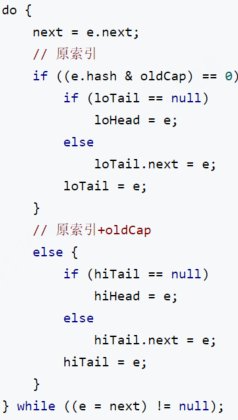 do {
    next = e.next;
    // 原索引
    if ((e.hash & oldCap) == 0)
        if (loTail == null)
            loHead = e;
        else
            loTail.next = e;
        loTail = e;
    }
    // 原索引+oldCap
    else {
        if (hiTail == null)
            hiHead = e;
        else
            hiTail.next = e;
        hiTail = e;
    }
} while ((e = next) != null);